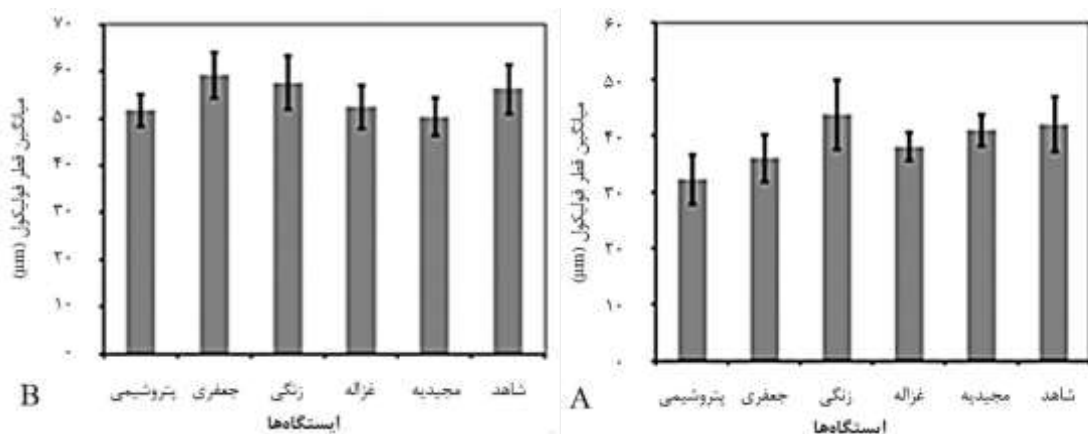 ۷۰
۶۰
۵۰
۴۰
۳۰
۲۰
۱۰
۰
میانگین قطر فولیکول (µm)
پتروشیمی جعفری زنگی غزاله مجیدیه شاهد
ایستگاه‌ها
B
۶۰
۵۰
۴۰
۳۰
۲۰
۱۰
۰
میانگین قطر فولیکول (µm)
پتروشیمی جعفری زنگی غزاله مجیدیه شاهد
ایستگاه‌ها
A